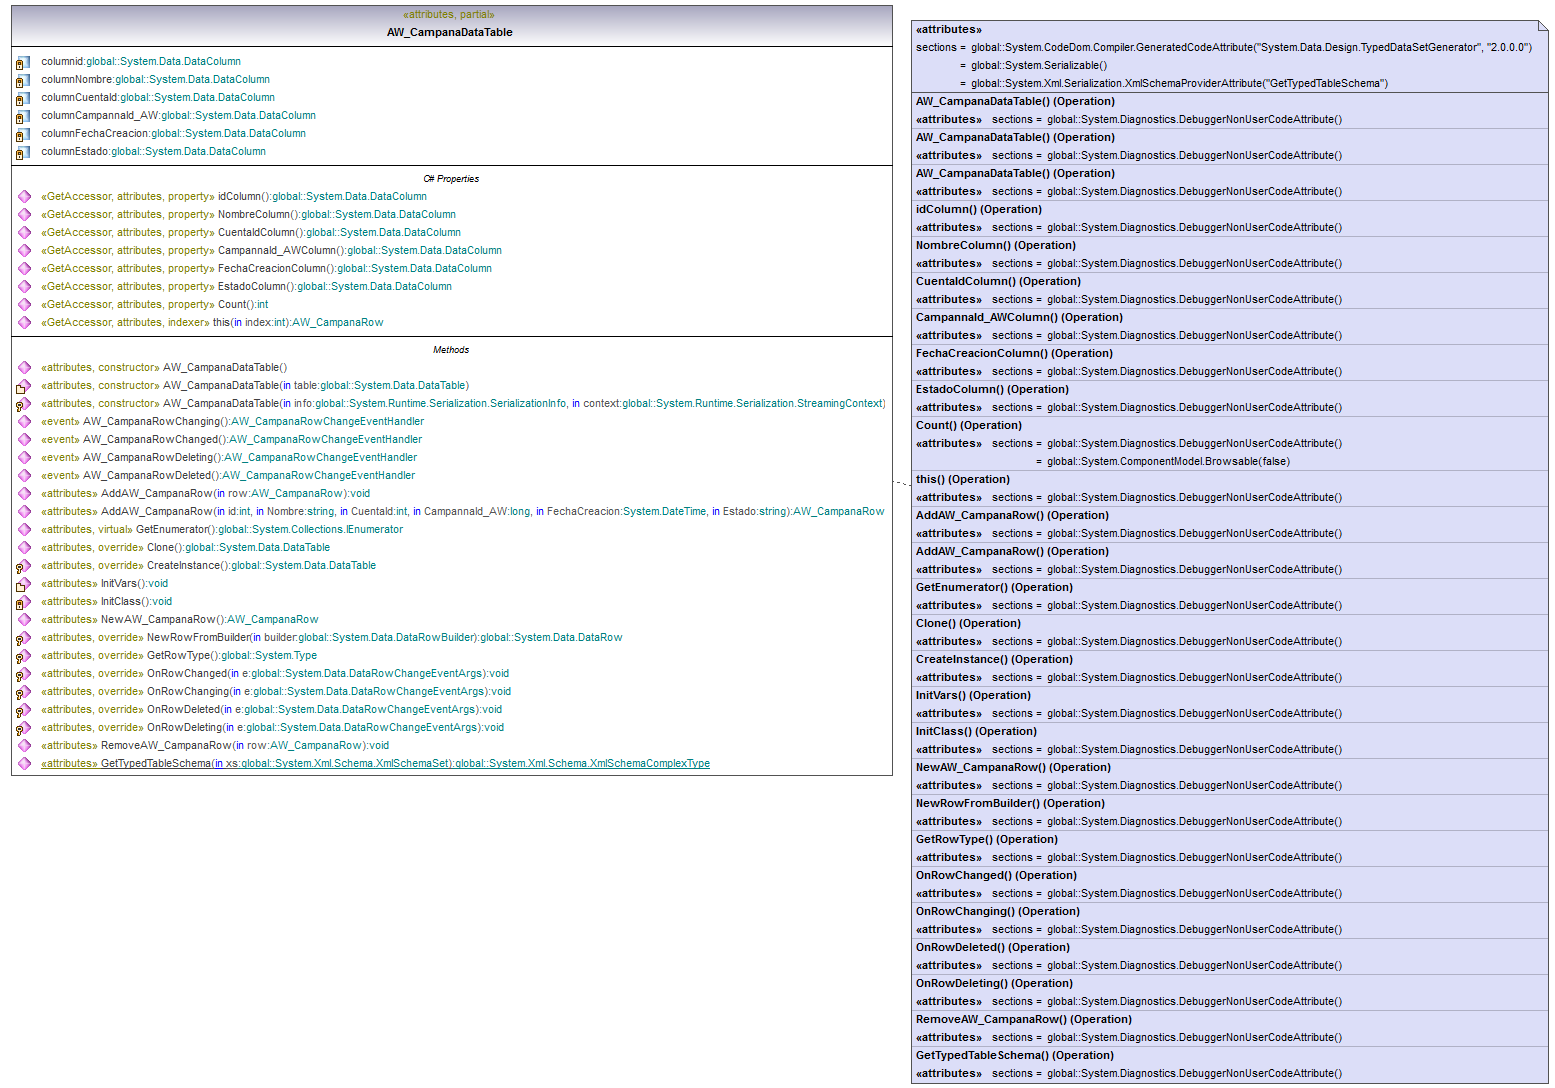 «attributes, partial»
AW_CampanaDataTable
columnid:global::System.Data.DataColumn
columnNombre:global::System.Data.DataColumn
columnCuentaId:global::System.Data.DataColumn
columnCampannaId_AW:global::System.Data.DataColumn
columnFechaCreacion:global::System.Data.DataColumn
columnEstado:global::System.Data.DataColumn
C# Properties
«GetAccessor, attributes, property» idColumn():global::System.Data.DataColumn
«GetAccessor, attributes, property» NombreColumn():global::System.Data.DataColumn
«GetAccessor, attributes, property» CuentaIdColumn():global::System.Data.DataColumn
«GetAccessor, attributes, property» CampannaId_AWColumn():global::System.Data.DataColumn
«GetAccessor, attributes, property» FechaCreacionColumn():global::System.Data.DataColumn
«GetAccessor, attributes, property» EstadoColumn():global::System.Data.DataColumn
«GetAccessor, attributes, property» Count():int
«GetAccessor, attributes, indexer» this(in index:int):AW_CampanaRow
Methods
«attributes, constructor» AW_CampanaDataTable()
«attributes, constructor» AW_CampanaDataTable(in table:global::System.Data.DataTable)
«attributes, constructor» AW_CampanaDataTable(in info:global::System.Runtime.Serialization.SerializationInfo, in context:global::System.Runtime.Serialization.StreamingContext)
«event» AW_CampanaRowChanging():AW_CampanaRowChangeEventHandler
«event» AW_CampanaRowChanged():AW_CampanaRowChangeEventHandler
«event» AW_CampanaRowDeleting():AW_CampanaRowChangeEventHandler
«event» AW_CampanaRowDeleted():AW_CampanaRowChangeEventHandler
«attributes» AddAW_CampanaRow(in row:AW_CampanaRow):void
«attributes» AddAW_CampanaRow(in id:int, in Nombre:string, in CuentaId:int, in CampannaId_AW:long, in FechaCreacion:System.DateTime, in Estado:string):AW_CampanaRow
«attributes, virtual» GetEnumerator():global::System.Collections.IEnumerator
«attributes, override» Clone():global::System.Data.DataTable
«attributes, override» CreateInstance():global::System.Data.DataTable
«attributes» InitVars():void
«attributes» InitClass():void
«attributes» NewAW_CampanaRow():AW_CampanaRow
«attributes, override» NewRowFromBuilder(in builder:global::System.Data.DataRowBuilder):global::System.Data.DataRow
«attributes, override» GetRowType():global::System.Type
«attributes, override» OnRowChanged(in e:global::System.Data.DataRowChangeEventArgs):void
«attributes, override» OnRowChanging(in e:global::System.Data.DataRowChangeEventArgs):void
«attributes, override» OnRowDeleted(in e:global::System.Data.DataRowChangeEventArgs):void
«attributes, override» OnRowDeleting(in e:global::System.Data.DataRowChangeEventArgs):void
«attributes» RemoveAW_CampanaRow(in row:AW_CampanaRow):void
«attributes» GetTypedTableSchema(in xs:global::System.Xml.Schema.XmlSchemaSet):global::System.Xml.Schema.XmlSchemaComplexType
«attributes»
sections = global::System.CodeDom.Compiler.GeneratedCodeAttribute("System.Data.Design.TypedDataSetGenerator", "2.0.0.0")
= global::System.Serializable()
= global::System.Xml.Serialization.XmlSchemaProviderAttribute("GetTypedTableSchema")
AW_CampanaDataTable() (Operation)
«attributes» sections = global::System.Diagnostics.DebuggerNonUserCodeAttribute()
AW_CampanaDataTable() (Operation)
«attributes» sections = global::System.Diagnostics.DebuggerNonUserCodeAttribute()
AW_CampanaDataTable() (Operation)
«attributes» sections = global::System.Diagnostics.DebuggerNonUserCodeAttribute()
idColumn() (Operation)
«attributes» sections = global::System.Diagnostics.DebuggerNonUserCodeAttribute()
NombreColumn() (Operation)
«attributes» sections = global::System.Diagnostics.DebuggerNonUserCodeAttribute()
CuentaIdColumn() (Operation)
«attributes» sections = global::System.Diagnostics.DebuggerNonUserCodeAttribute()
CampannaId_AWColumn() (Operation)
«attributes» sections = global::System.Diagnostics.DebuggerNonUserCodeAttribute()
FechaCreacionColumn() (Operation)
«attributes» sections = global::System.Diagnostics.DebuggerNonUserCodeAttribute()
EstadoColumn() (Operation)
«attributes» sections = global::System.Diagnostics.DebuggerNonUserCodeAttribute()
Count() (Operation)
«attributes» sections = global::System.Diagnostics.DebuggerNonUserCodeAttribute()
= global::System.ComponentModel.Browsable(false)
this() (Operation)
«attributes» sections = global::System.Diagnostics.DebuggerNonUserCodeAttribute()
AddAW_CampanaRow() (Operation)
«attributes» sections = global::System.Diagnostics.DebuggerNonUserCodeAttribute()
AddAW_CampanaRow() (Operation)
«attributes» sections = global::System.Diagnostics.DebuggerNonUserCodeAttribute()
GetEnumerator() (Operation)
«attributes» sections = global::System.Diagnostics.DebuggerNonUserCodeAttribute()
Clone() (Operation)
«attributes» sections = global::System.Diagnostics.DebuggerNonUserCodeAttribute()
CreateInstance() (Operation)
«attributes» sections = global::System.Diagnostics.DebuggerNonUserCodeAttribute()
InitVars() (Operation)
«attributes» sections = global::System.Diagnostics.DebuggerNonUserCodeAttribute()
InitClass() (Operation)
«attributes» sections = global::System.Diagnostics.DebuggerNonUserCodeAttribute()
NewAW_CampanaRow() (Operation)
«attributes» sections = global::System.Diagnostics.DebuggerNonUserCodeAttribute()
NewRowFromBuilder() (Operation)
«attributes» sections = global::System.Diagnostics.DebuggerNonUserCodeAttribute()
GetRowType() (Operation)
«attributes» sections = global::System.Diagnostics.DebuggerNonUserCodeAttribute()
OnRowChanged() (Operation)
«attributes» sections = global::System.Diagnostics.DebuggerNonUserCodeAttribute()
OnRowChanging() (Operation)
«attributes» sections = global::System.Diagnostics.DebuggerNonUserCodeAttribute()
OnRowDeleted() (Operation)
«attributes» sections = global::System.Diagnostics.DebuggerNonUserCodeAttribute()
OnRowDeleting() (Operation)
«attributes» sections = global::System.Diagnostics.DebuggerNonUserCodeAttribute()
RemoveAW_CampanaRow() (Operation)
«attributes» sections = global::System.Diagnostics.DebuggerNonUserCodeAttribute()
GetTypedTableSchema() (Operation)
«attributes» sections = global::System.Diagnostics.DebuggerNonUserCodeAttribute()